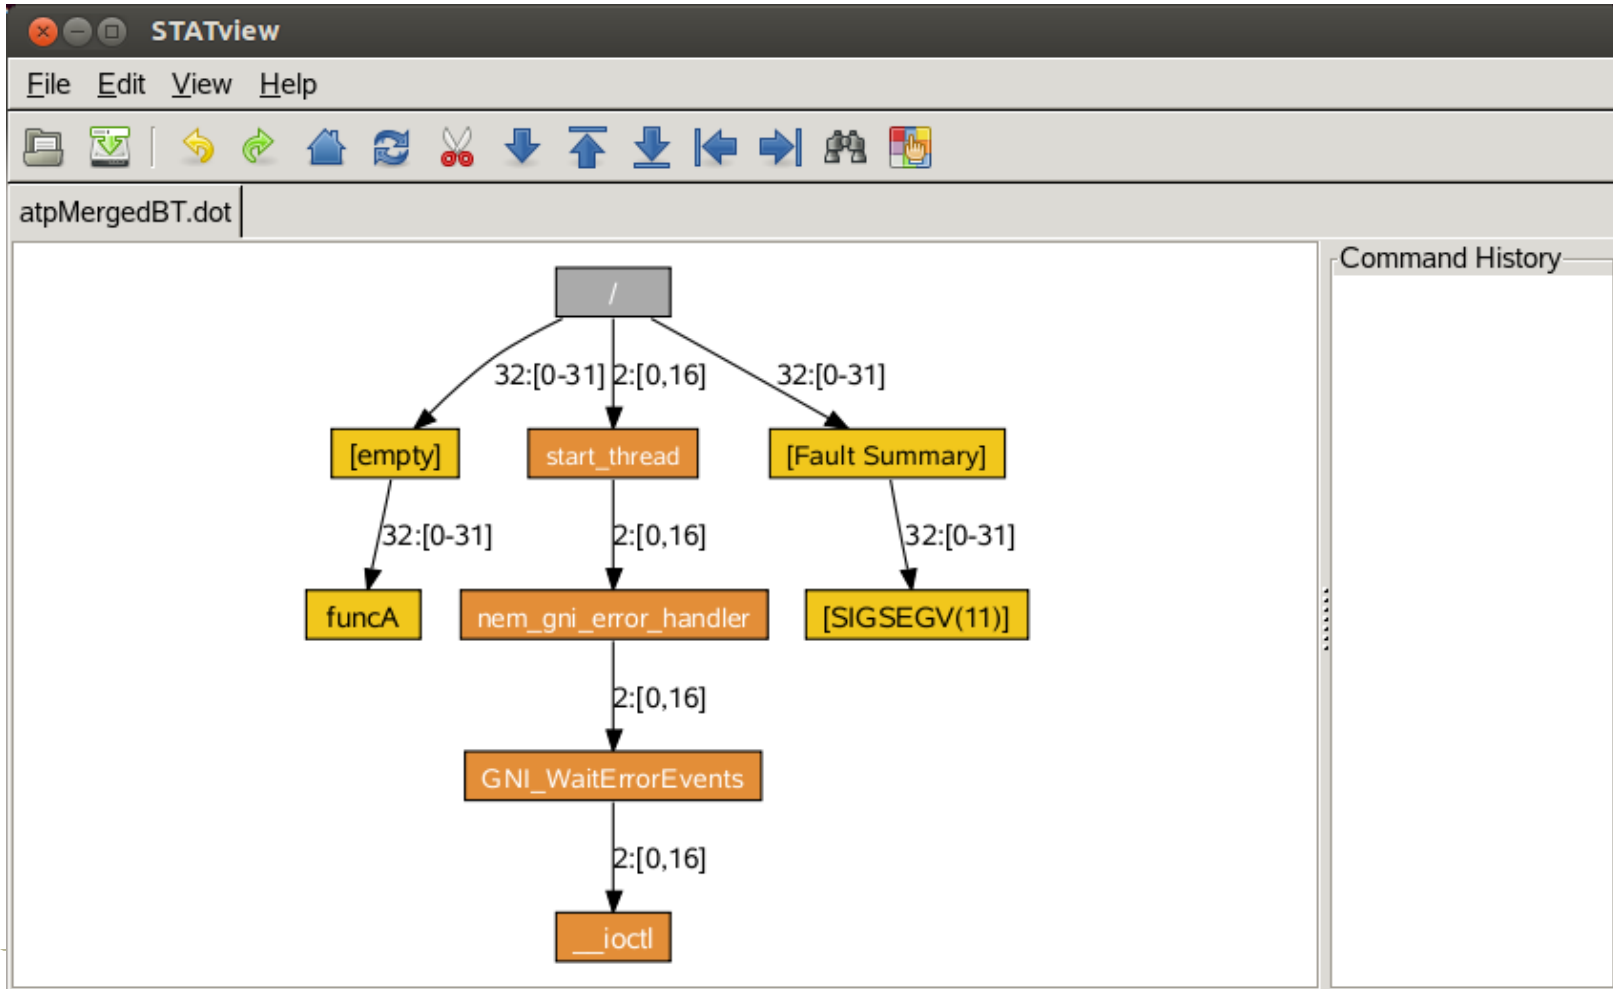 STATview
File Edit View Help
atpMergedBT.dot
Command History
/
32:[0-31] 2:[0,16] 32:[0-31]
[empty] start_thread [Fault Summary]
32:[0-31] 2:[0,16] 32:[0-31]
funcA nem_gni_error_handler [SIGSEGV(11)]
2:[0,16]
GNI_WaitErrorEvents
2:[0,16]
__ioctl